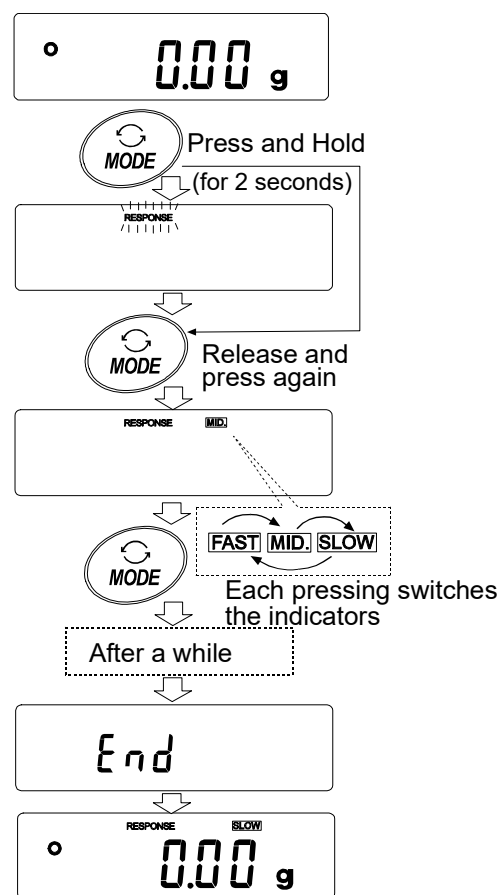 0.00 g
MODE
Press and Hold
(for 2 seconds)
RESPONSE
MODE
Release and
press again
RESPONSE MID.
FAST MID. SLOW
MODE
Each pressing switches
the indicators
After a while
End
RESPONSE SLOW
0.00 g